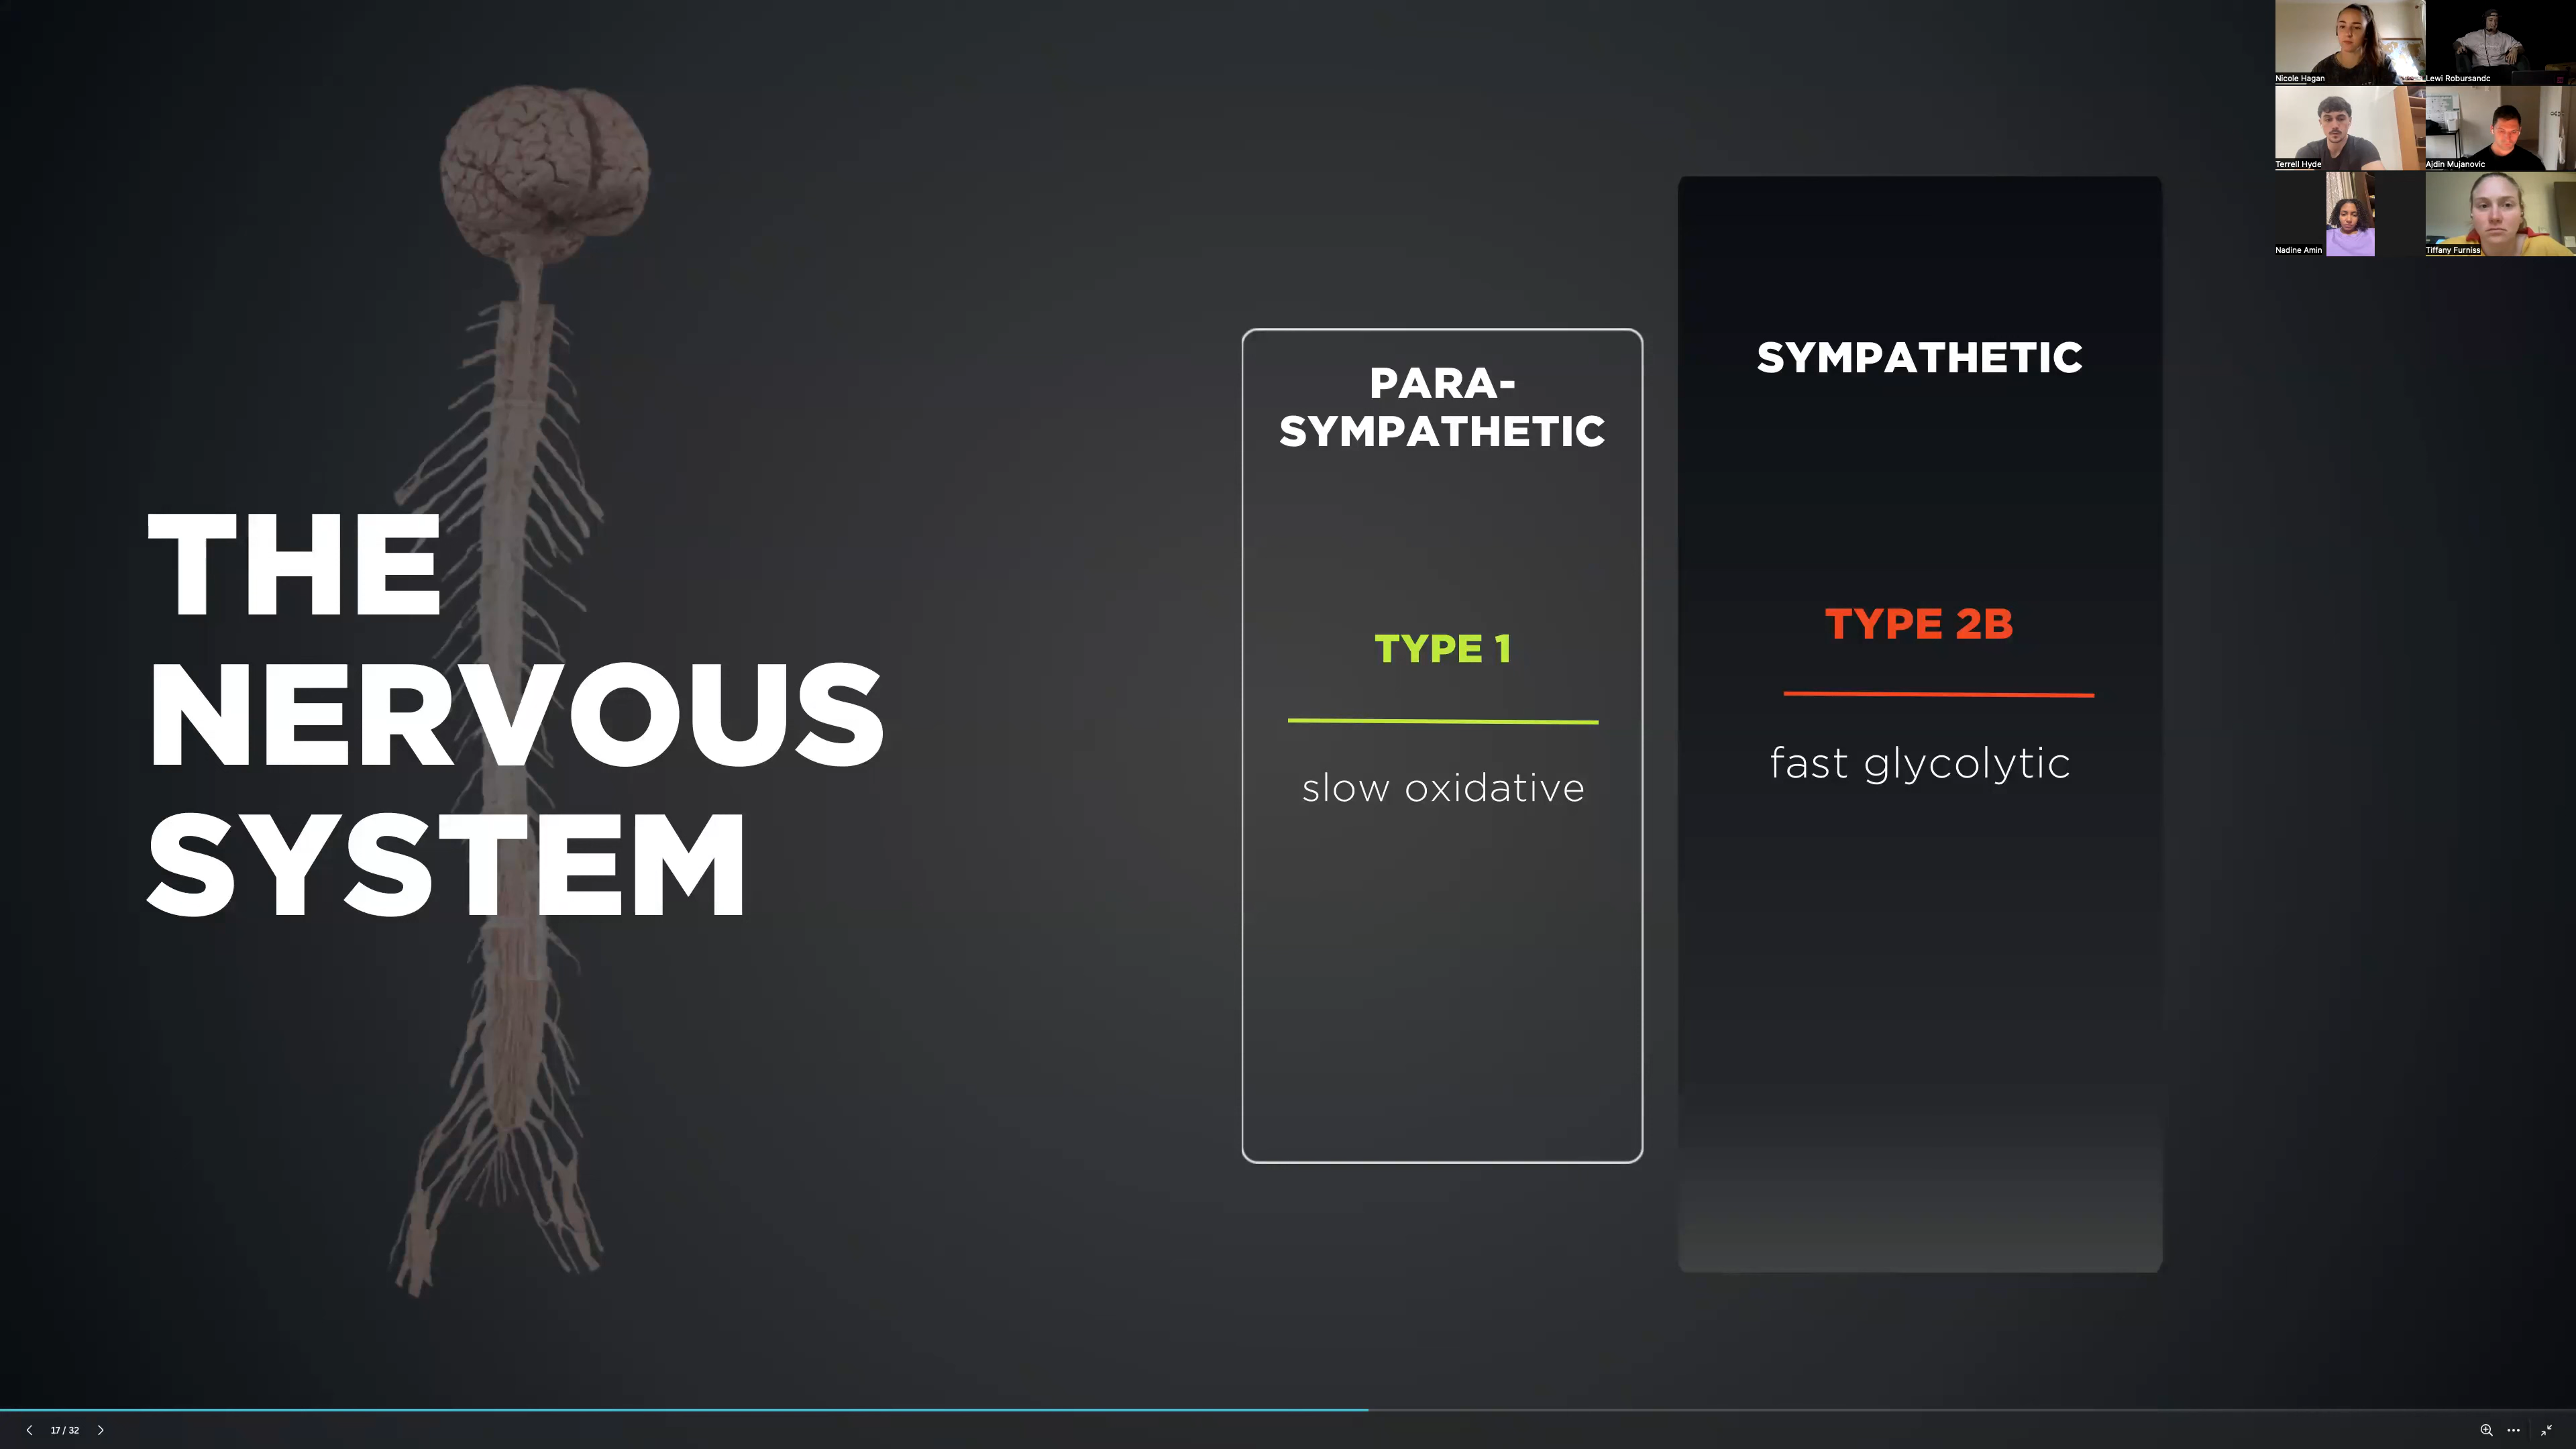 THE
NERVOUS
SYSTEM
PARA-
SYMPATHETIC
TYPE 1
slow oxidative
SYMPATHETIC
TYPE 2B
fast glycolytic
Nicole Hagan
Lewi Robursandc
Terrell Hyde
Ajdin Mujanovic
Nadine Amin
Tiffany Furniss
17 / 32